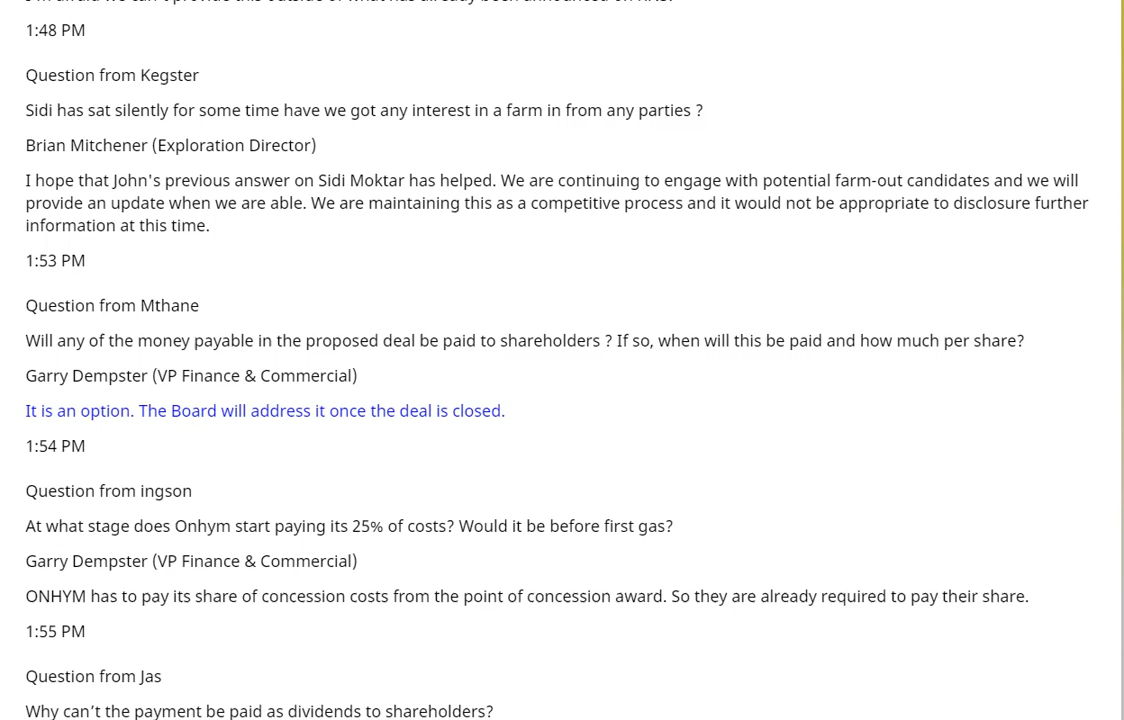 1:48 PM
Question from Kegster
Sidi has sat silently for some time have we got any interest in a farm in from any parties ?
Brian Mitchener (Exploration Director)
I hope that John's previous answer on Sidi Moktar has helped. We are continuing to engage with potential farm-out candidates and we will
provide an update when we are able. We are maintaining this as a competitive process and it would not be appropriate to disclosure further
information at this time.
1:53 PM
Question from Mthane
Will any of the money payable in the proposed deal be paid to shareholders ? If so, when will this be paid and how much per share?
Garry Dempster (VP Finance & Commercial)
It is an option. The Board will address it once the deal is closed.
1:54 PM
Question from ingson
At what stage does Onhym start paying its 25% of costs? Would it be before first gas?
Garry Dempster (VP Finance & Commercial)
ONHYM has to pay its share of concession costs from the point of concession award. So they are already required to pay their share.
1:55 PM
Question from Jas
Why can’t the payment be paid as dividends to shareholders?